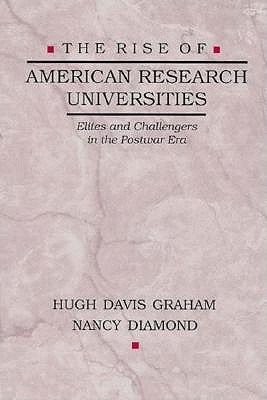 THE RISE OF
AMERICAN RESEARCH
UNIVERSITIES
Elites and Challengers
in the Postwar Era
HUGH DAVIS GRAHAM
NANCY DIAMOND